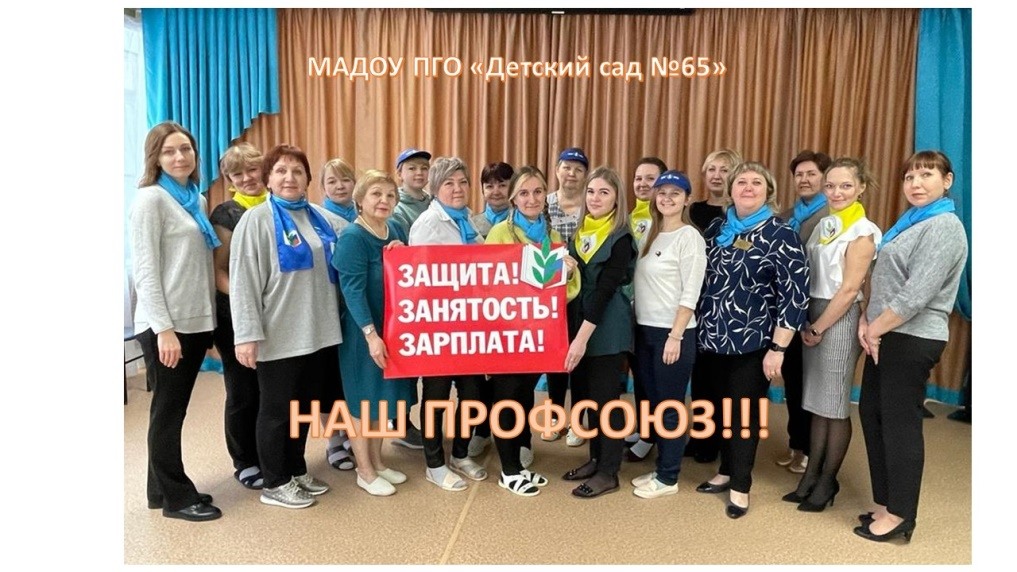 МАДОУ ПГО «Детский сад №65»
ЗАЩИТА!
ЗАНЯТОСТЬ!
ЗАРПЛАТА!
НАШ ПРОФСОЮЗ!!!